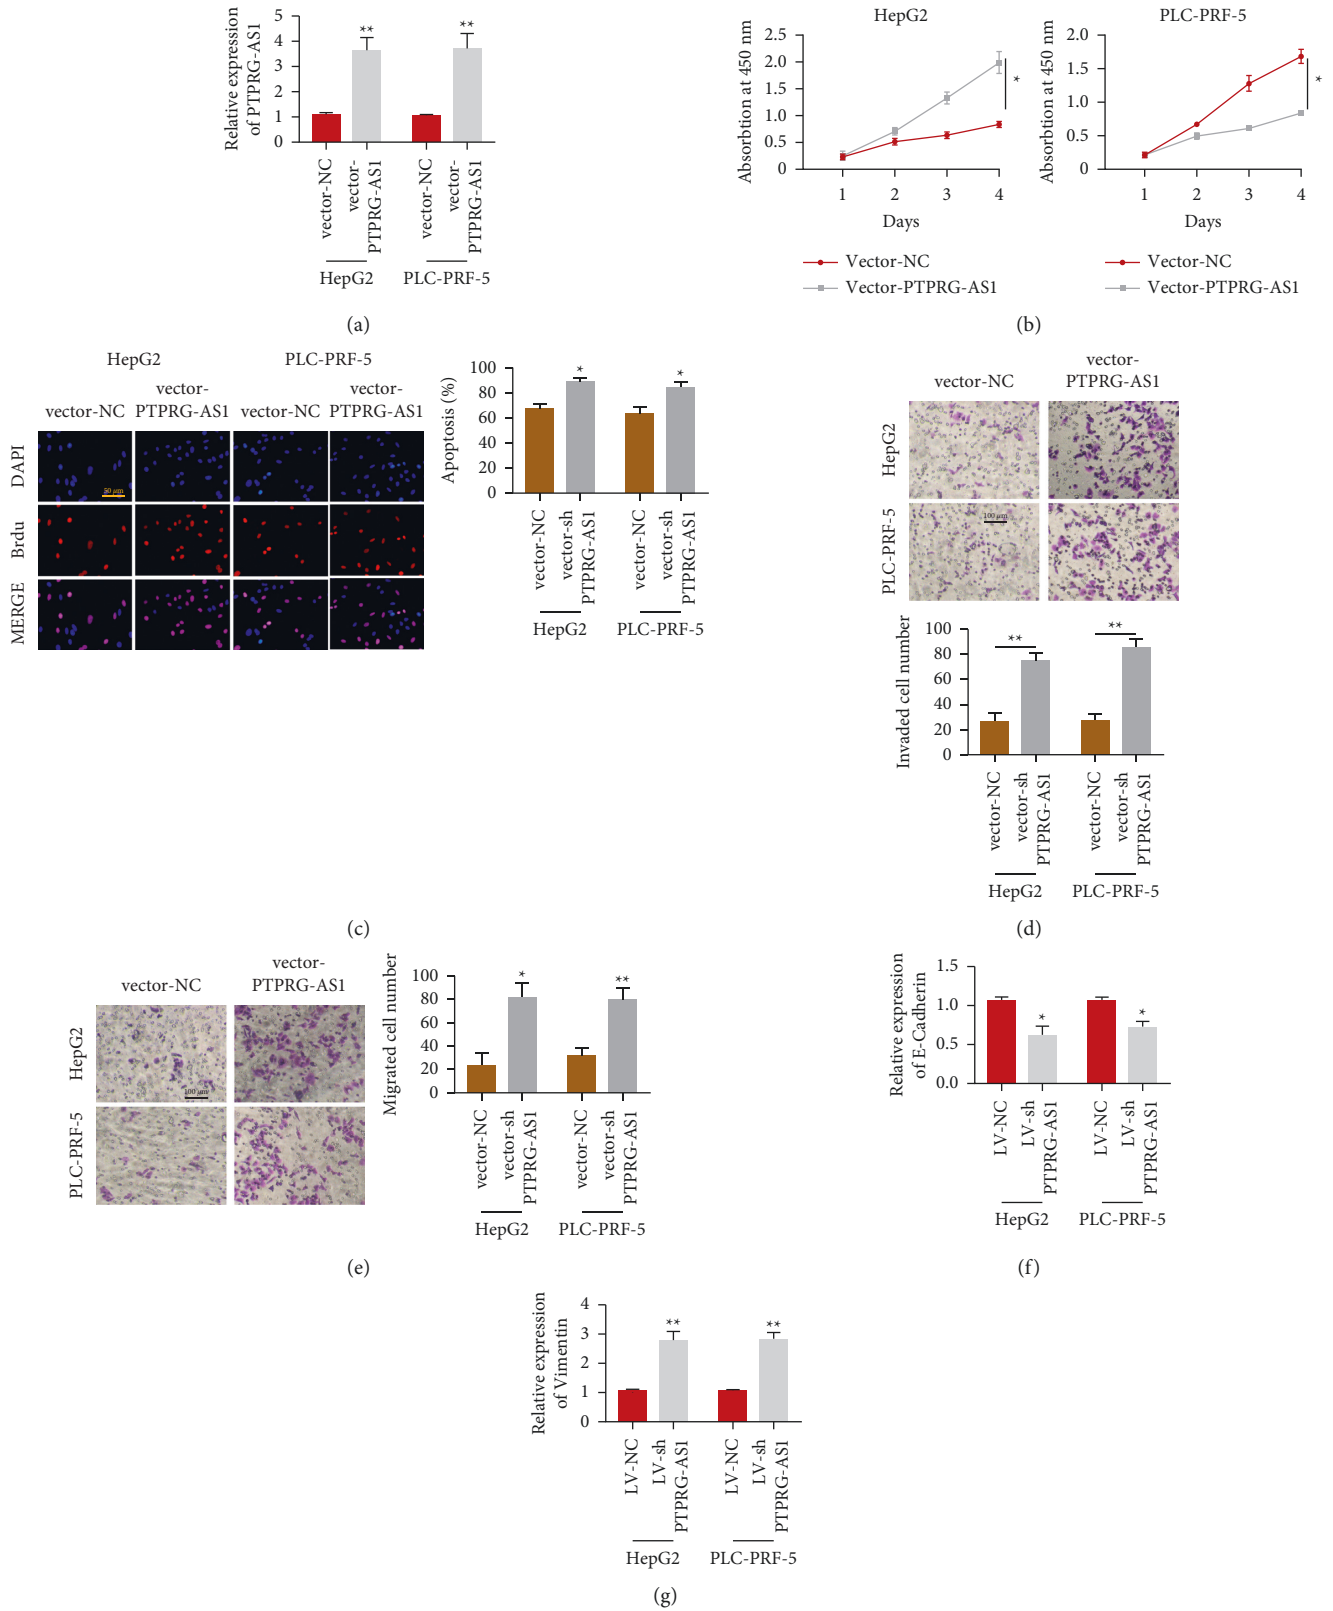 Relative expression
of PTPRG-AS1
5
4
3
2
1
0
**
**
vector-NC
vector-
PTPRG-AS1
vector-NC
vector-
PTPRG-AS1
HepG2
PLC-PRF-5
(a)
HepG2
Absorbtion at 450 nm
2.5
2.0
1.5
1.0
0.5
0
*
1
2
3
4
Days
Vector-NC
Vector-PTPRG-AS1
PLC-PRF-5
Absorbtion at 450 nm
2.0
1.5
1.0
0.5
0
*
1
2
3
4
Days
Vector-NC
Vector-PTPRG-AS1
(b)
HepG2
PLC-PRF-5
vector-NC
vector-
PTPRG-AS1
vector-NC
vector-
PTPRG-AS1
DAPI
50 μm
Brdu
MERGE
Apoptosis (%)
100
80
60
40
20
0
*
*
vector-NC
vector-sh
PTPRG-AS1
vector-NC
vector-sh
PTPRG-AS1
HepG2
PLC-PRF-5
(c)
vector-NC
vector-
PTPRG-AS1
HepG2
PLC-PRF-5
100 μm
Invaded cell number
100
80
60
40
20
0
**
**
vector-NC
vector-sh
PTPRG-AS1
vector-NC
vector-sh
PTPRG-AS1
HepG2
PLC-PRF-5
(d)
vector-NC
vector-
PTPRG-AS1
HepG2
100 μm
PLC-PRF-5
Migrated cell number
100
80
60
40
20
0
*
**
vector-NC
vector-sh
PTPRG-AS1
vector-NC
vector-sh
PTPRG-AS1
HepG2
PLC-PRF-5
(e)
Relative expression
of E-Cadherin
1.5
1.0
0.5
0.0
*
*
LV-NC
LV-sh
PTPRG-AS1
LV-NC
LV-sh
PTPRG-AS1
HepG2
PLC-PRF-5
(f)
Relative expression
of Vimentin
4
3
2
1
0
**
**
LV-NC
LV-sh
PTPRG-AS1
LV-NC
LV-sh
PTPRG-AS1
HepG2
PLC-PRF-5
(g)